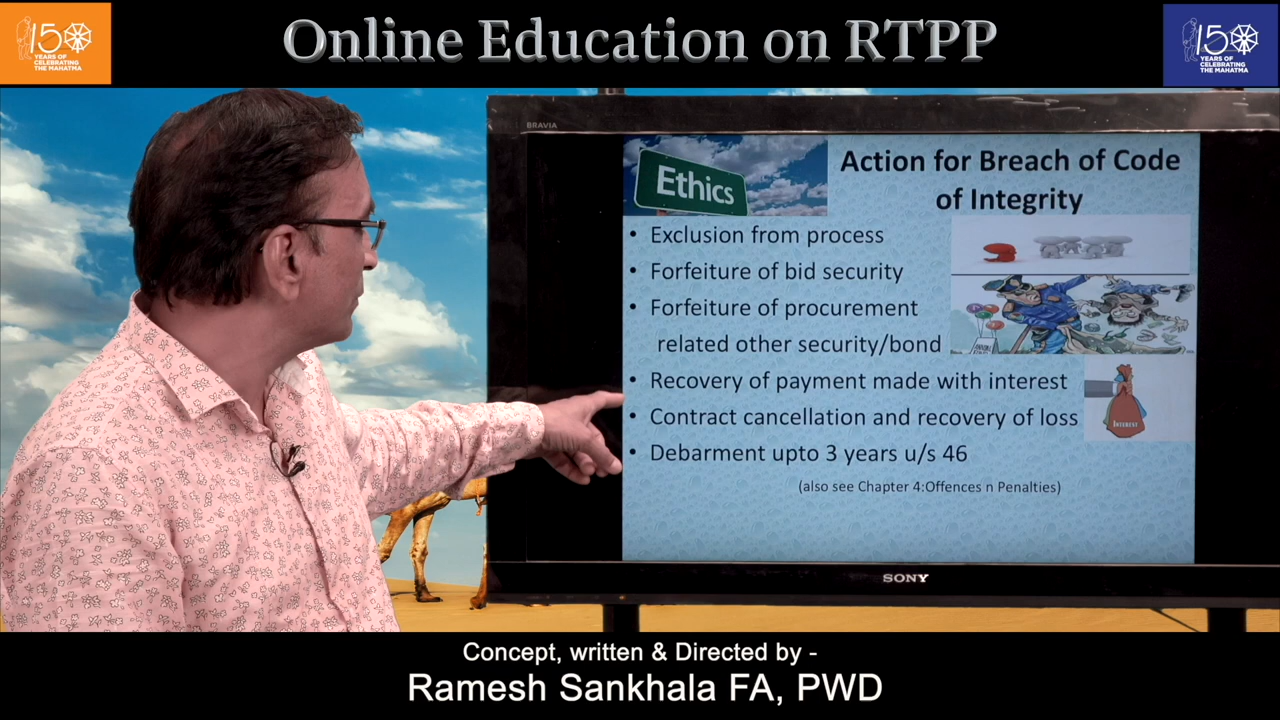 150
YEARS OF
CELEBRATING
THE MAHATMA
Online Education on RTPP
150
YEARS OF
CELEBRATING
THE MAHATMA
BRAVIA
Ethics
Action for Breach of Code
of Integrity
• Exclusion from process
• Forfeiture of bid security
• Forfeiture of procurement
related other security/bond
• Recovery of payment made with interest
• Contract cancellation and recovery of loss
INTEREST
• Debarment upto 3 years u/s 46
(also see Chapter 4:Offences n Penalties)
SONY
Concept, written & Directed by -
Ramesh Sankhala FA, PWD